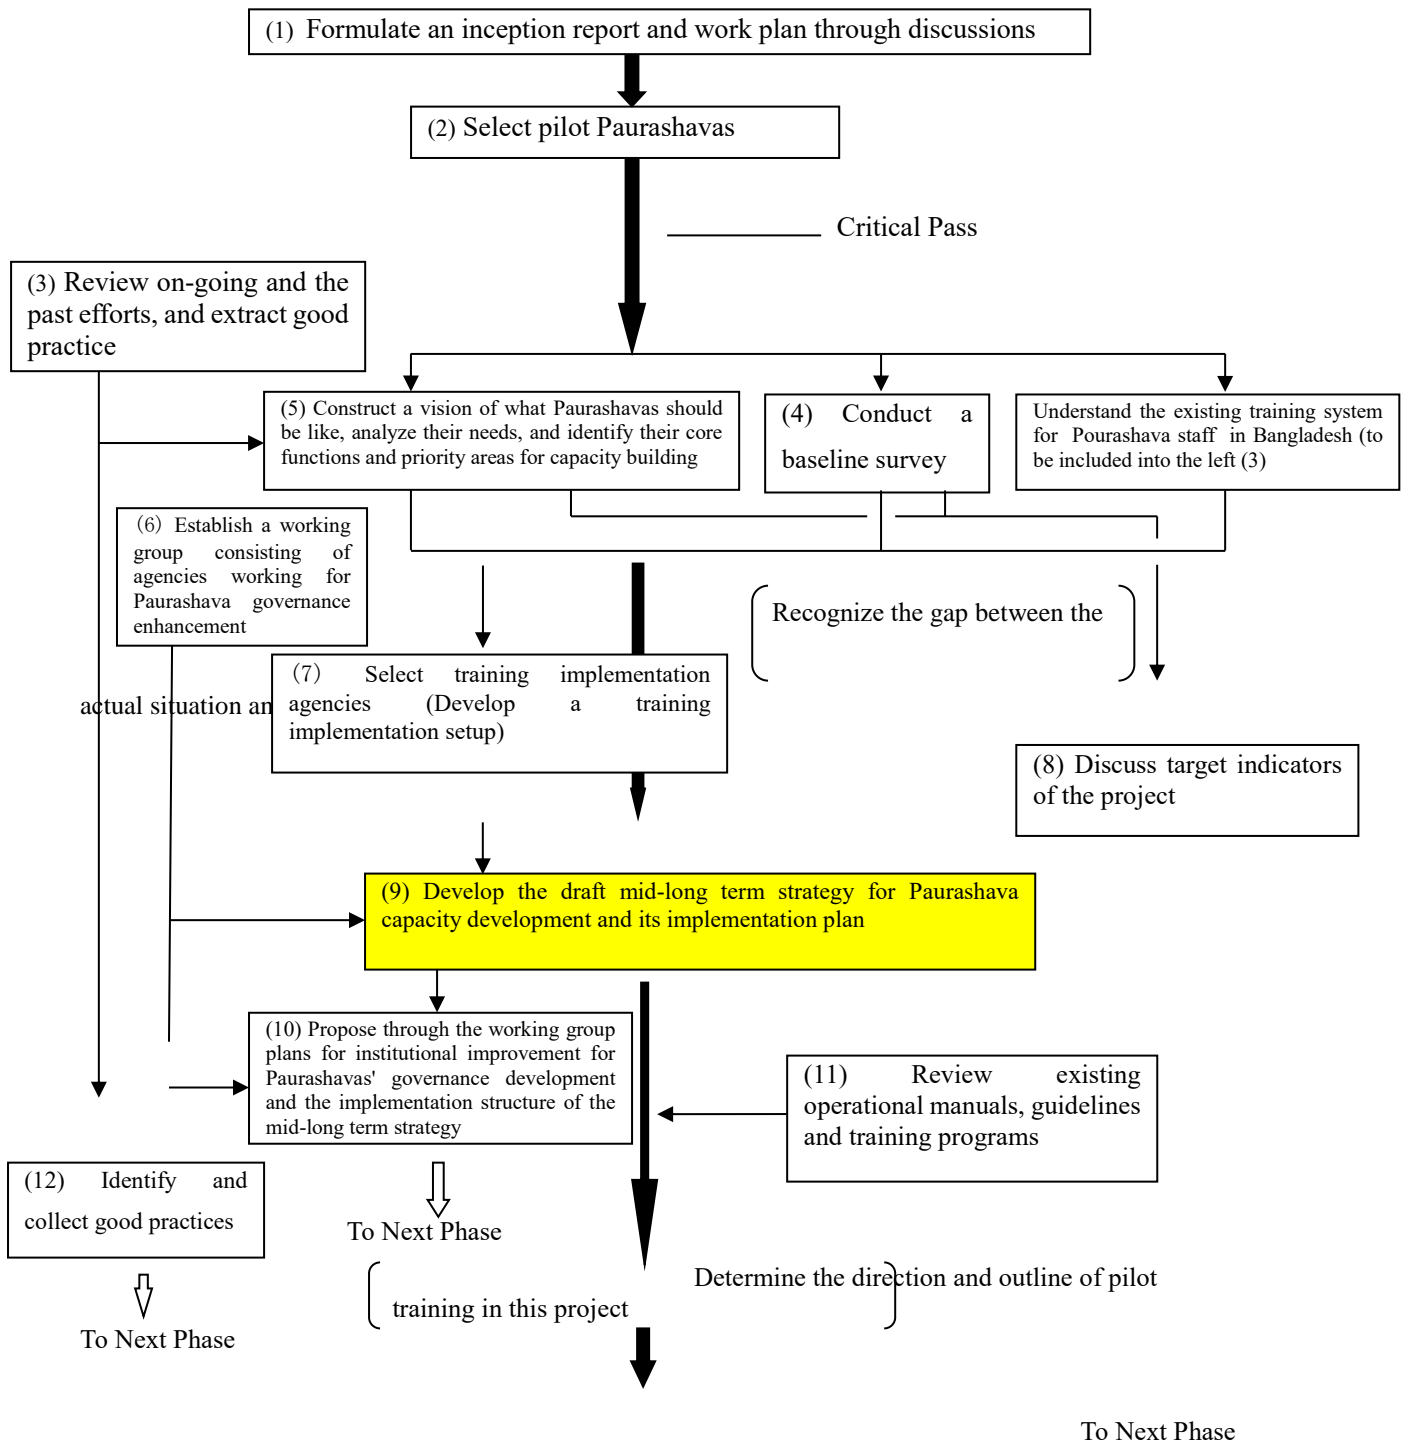 (1) Formulate an inception report and work plan through discussions
(2) Select pilot Paurashavas
Critical Pass
(3) Review on-going and the
past efforts, and extract good
practice
(5) Construct a vision of what Paurashavas should
be like, analyze their needs, and identify their core
functions and priority areas for capacity building
(4) Conduct a
baseline survey
Understand the existing training system
for Pourashava staff in Bangladesh (to
be included into the left (3)
(6) Establish a working
group consisting of
agencies working for
Paurashava governance
enhancement
Recognize the gap between the
actual situation an
(7) Select training implementation
agencies (Develop a training
implementation setup)
(8) Discuss target indicators
of the project
(9) Develop the draft mid-long term strategy for Paurashava
capacity development and its implementation plan
(10) Propose through the working group
plans for institutional improvement for
Paurashavas' governance development
and the implementation structure of the
mid-long term strategy
(11) Review existing
operational manuals, guidelines
and training programs
(12) Identify and
collect good practices
To Next Phase
Determine the direction and outline of pilot
training in this project
To Next Phase
To Next Phase